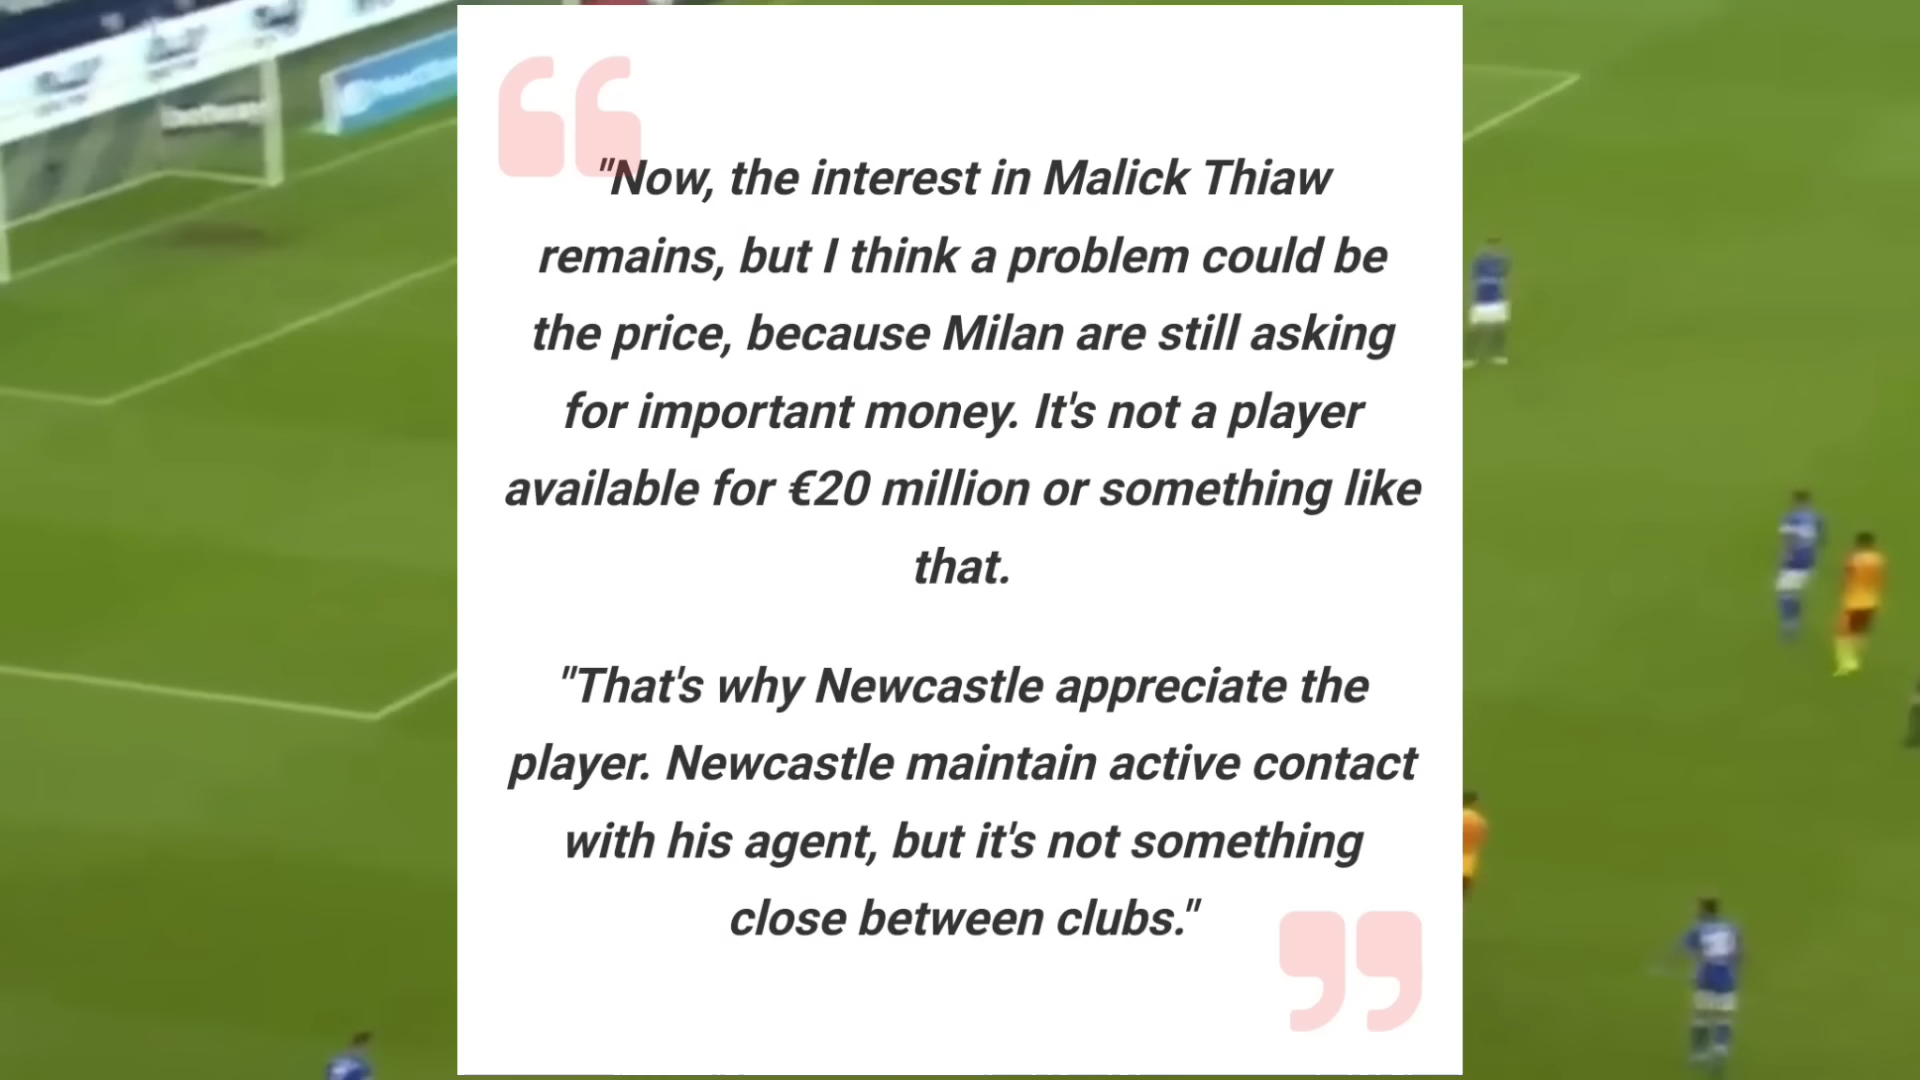 "Now, the interest in Malick Thiaw
remains, but I think a problem could be
the price, because Milan are still asking
for important money. It's not a player
available for €20 million or something like
that.
"That's why Newcastle appreciate the
player. Newcastle maintain active contact
with his agent, but it's not something
close between clubs."